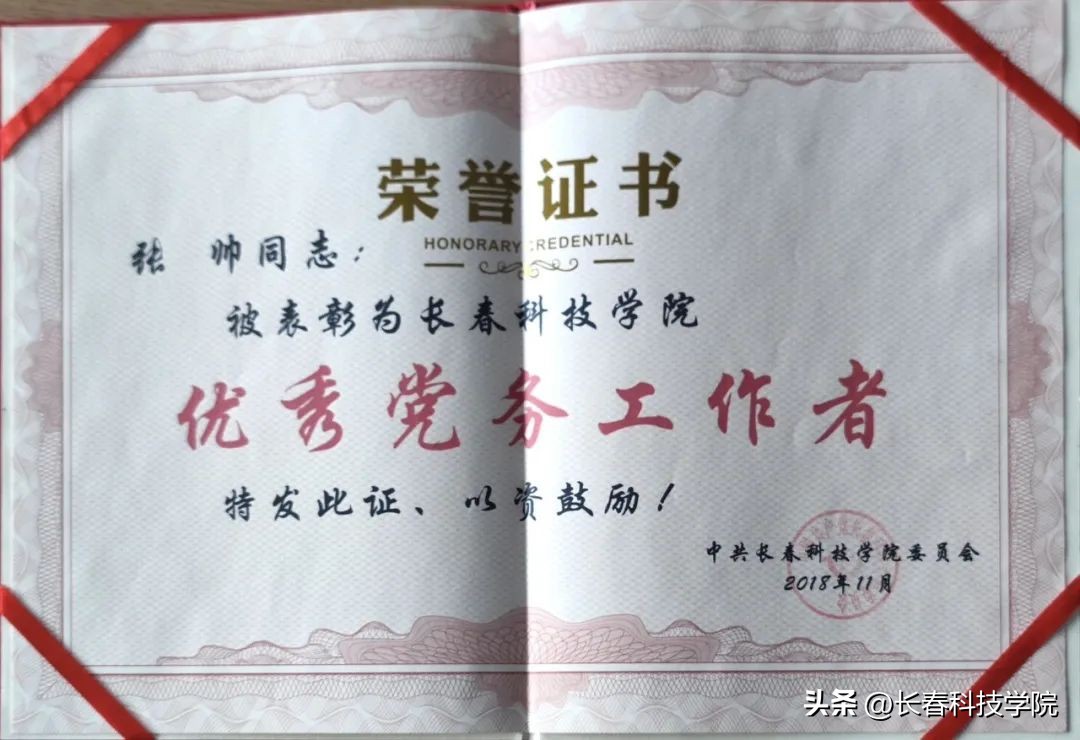 荣誉证书
HONORARY CREDENTIAL
张 帅同志：
被表彰为长春科技学院
优秀党务工作者
特发此证、以资鼓励！
中共长春科技学院委员会
2018年11月
头条 @长春科技学院